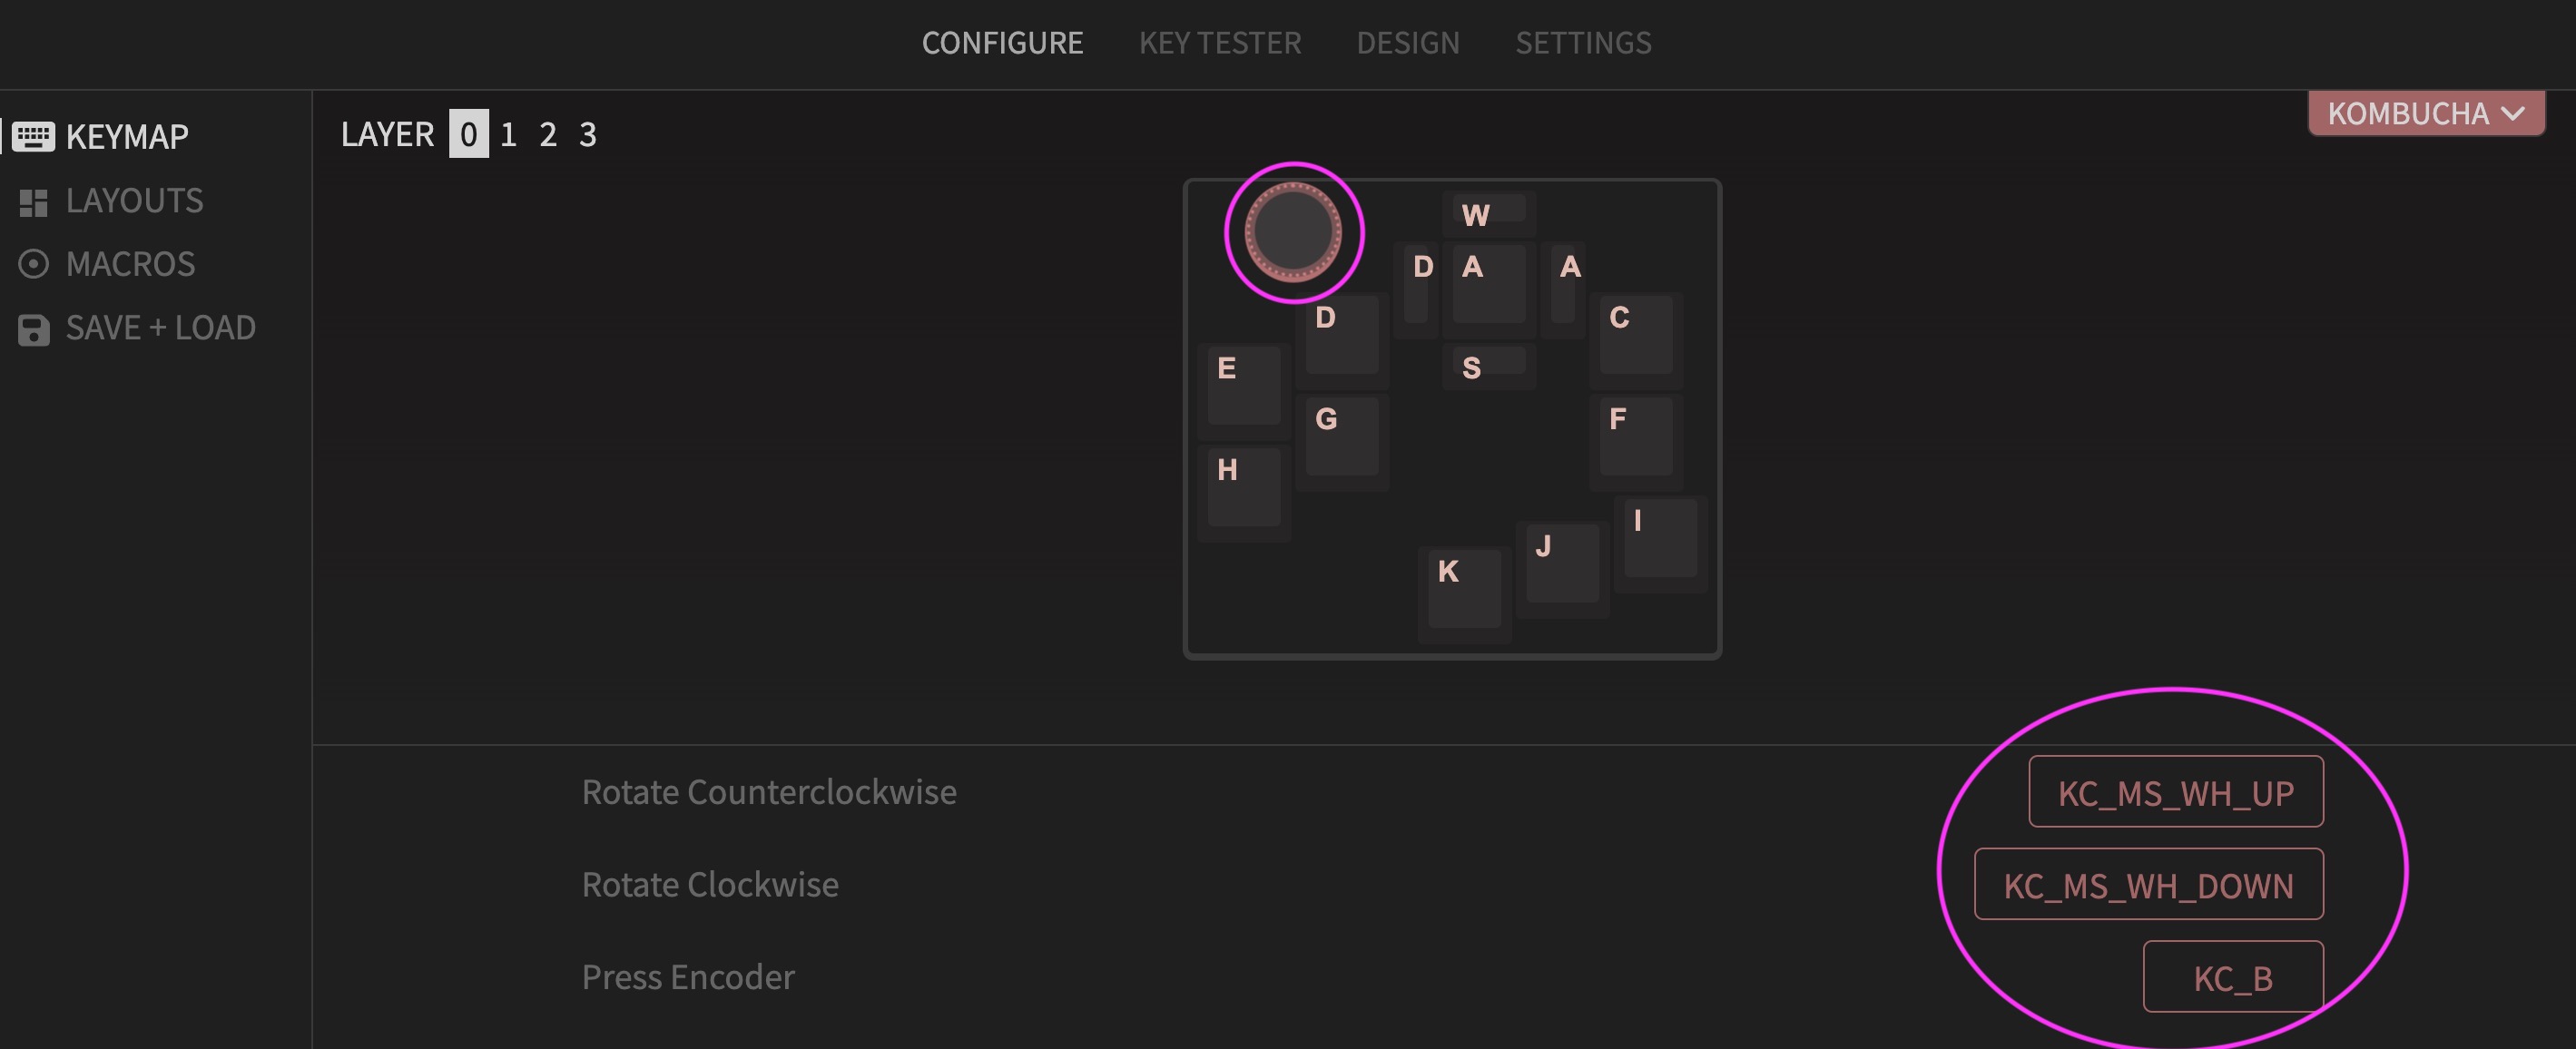 CONFIGURE KEY TESTER DESIGN SETTINGS
KEYMAP
LAYOUTS
MACROS
SAVE + LOAD
LAYER 0 1 2 3
KOMBUCHA
W
D A A
D C
E S
G F
H
I
J
K
Rotate Counterclockwise KC_MS_WH_UP
Rotate Clockwise KC_MS_WH_DOWN
Press Encoder KC_B